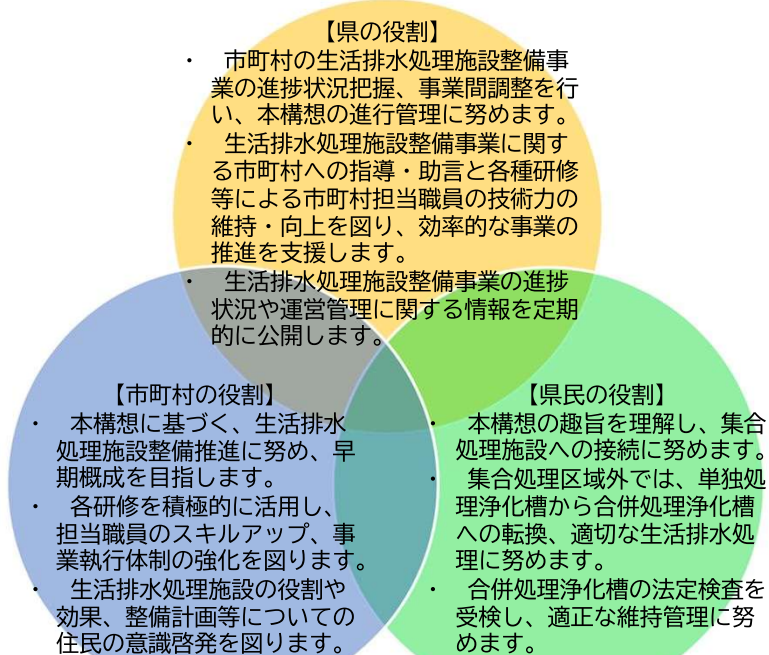 【県の役割】
・ 市町村の生活排水処理施設整備事
業の進捗状況把握、事業間調整を行
い、本構想の進行管理に努めます。
・ 生活排水処理施設整備事業に関す
る市町村への指導・助言と各種研修
等による市町村担当職員の技術力の
維持・向上を図り、効率的な事業の
推進を支援します。
・ 生活排水処理施設整備事業の進捗
状況や運営管理に関する情報を定期
的に公開します。
【市町村の役割】
・ 本構想に基づく、生活排水
処理施設整備推進に努め、早
期概成を目指します。
・ 各研修を積極的に活用し、
担当職員のスキルアップ、事
業執行体制の強化を図ります。
・ 生活排水処理施設の役割や
効果、整備計画等についての
住民の意識啓発を図ります。
【県民の役割】
・ 本構想の趣旨を理解し、集合
処理施設への接続に努めます。
・ 集合処理区域外では、単独処
理浄化槽から合併処理浄化槽
への転換、適切な生活排水処
理に努めます。
・ 合併処理浄化槽の法定検査を
受検し、適正な維持管理に努
めます。